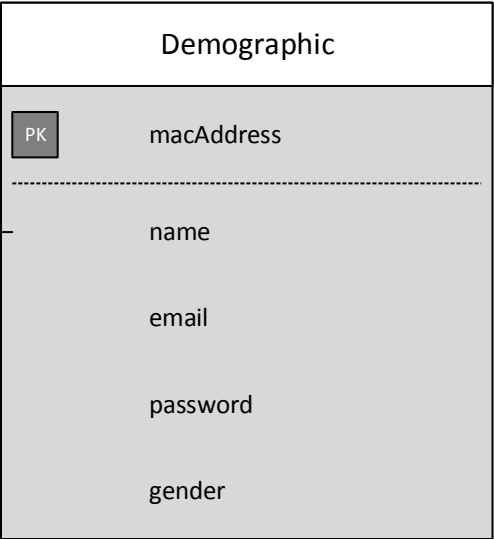 Demographic
PK macAddress
name
email
password
gender